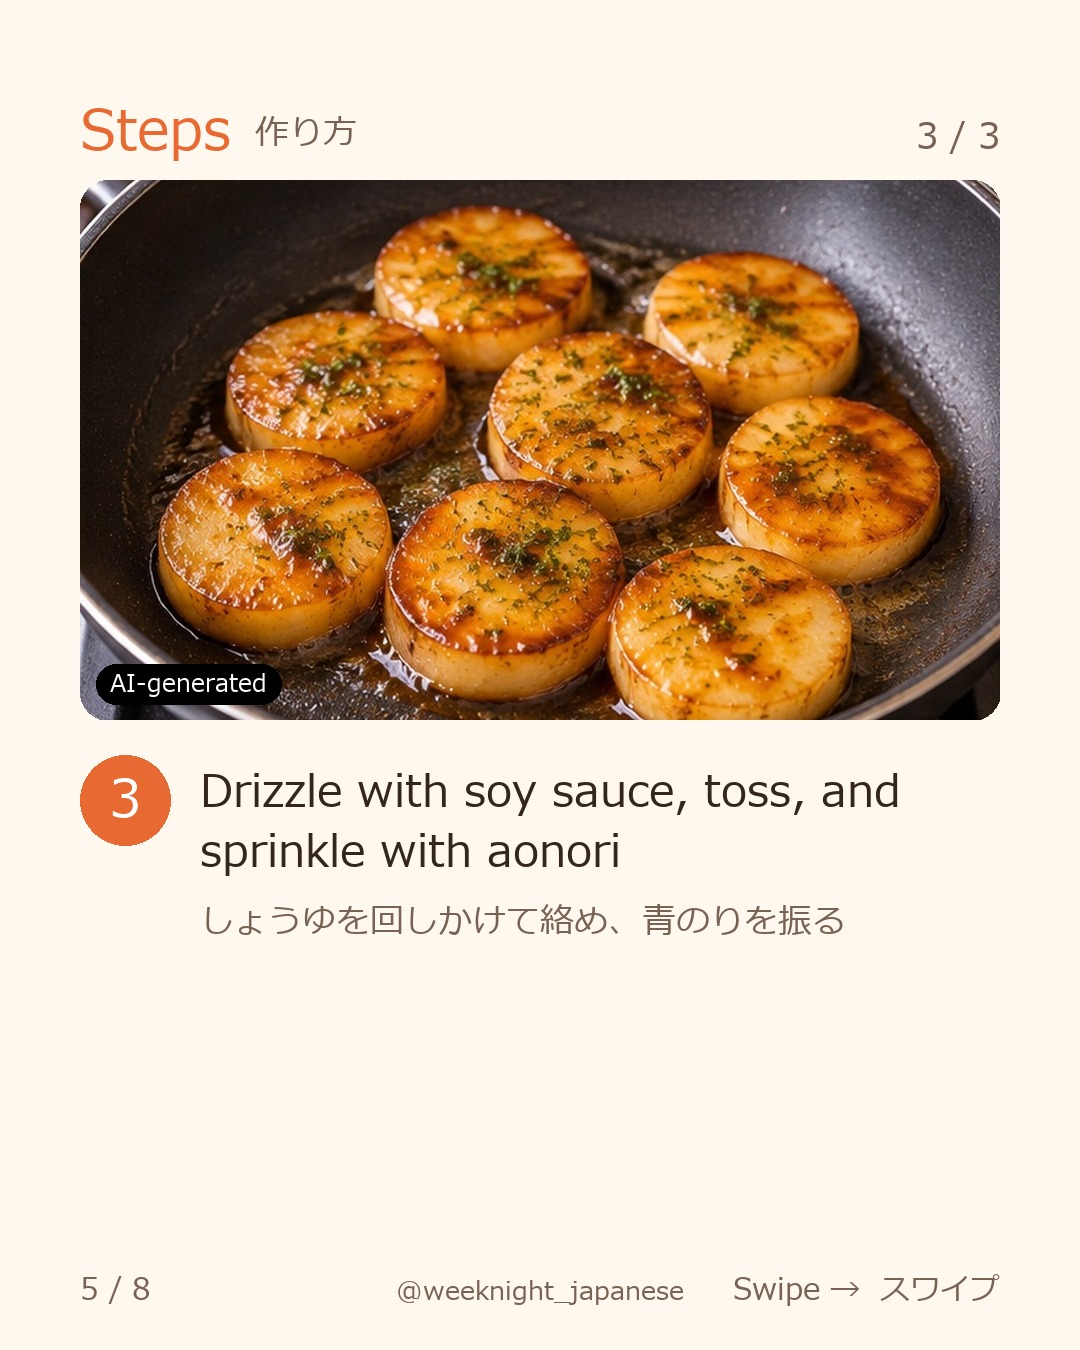 Steps 作り方
3 / 3
AI-generated
3
Drizzle with soy sauce, toss, and
sprinkle with aonori
しょうゆを回しかけて絡め、青のりを振る
5 / 8
@weeknight_japanese
Swipe → スワイプ